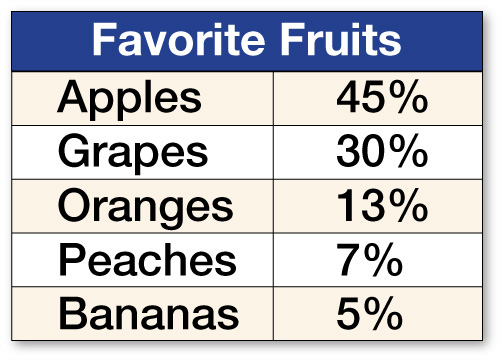 Favorite Fruits
Apples 45%
Grapes 30%
Oranges 13%
Peaches 7%
Bananas 5%